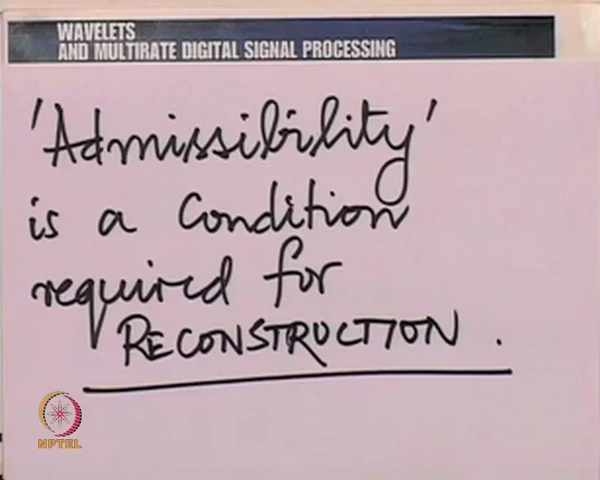 WAVELETS
AND MULTIRATE DIGITAL SIGNAL PROCESSING
'Admissibility'
is a Condition
required for
RECONSTRUCTION.
NPTEL